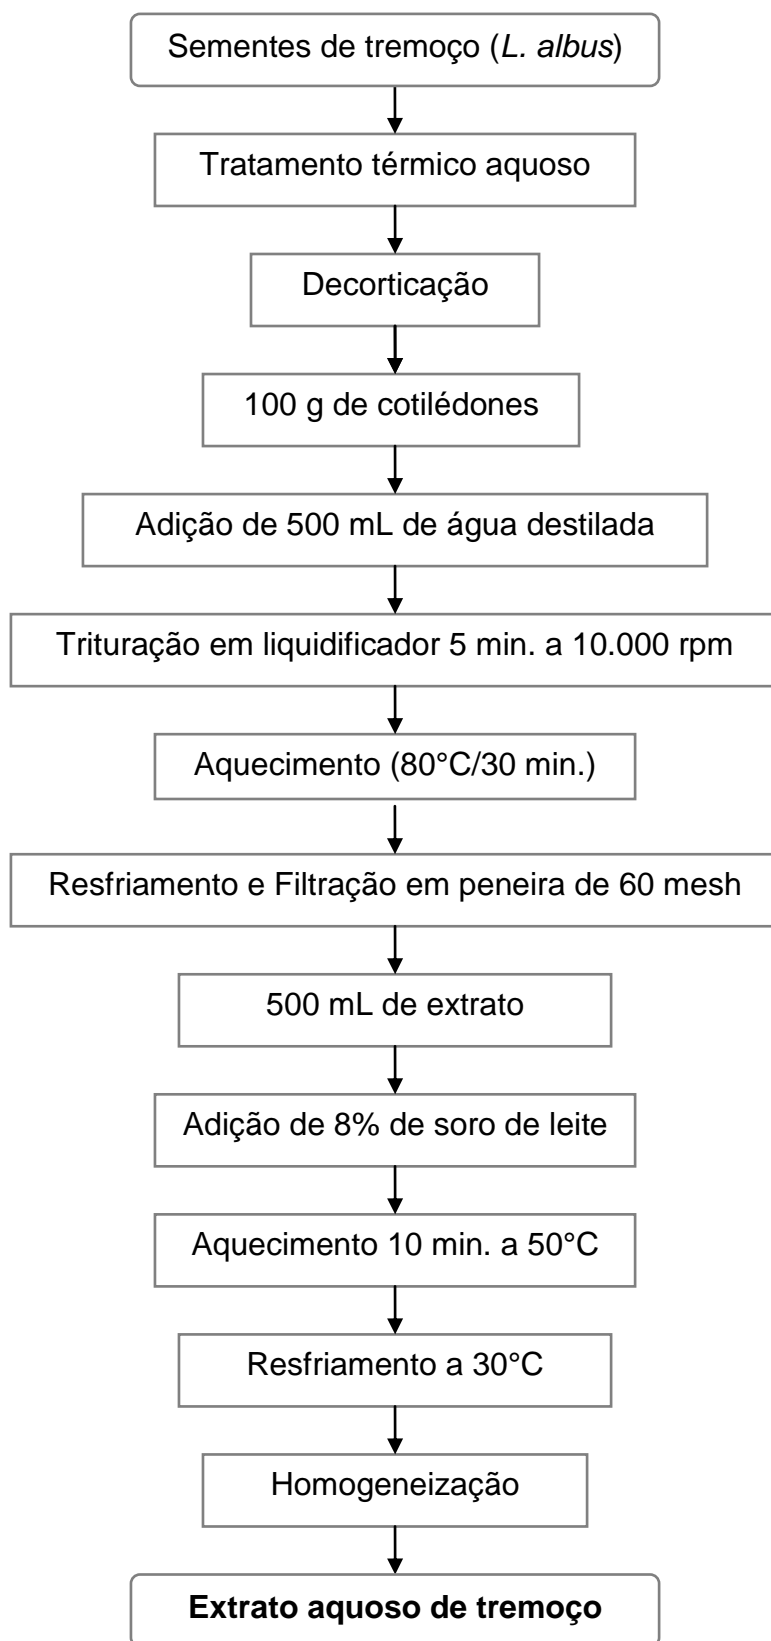 Sementes de tremoço (L. albus)
Tratamento térmico aquoso
Decorticação
100 g de cotilédones
Adição de 500 mL de água destilada
Trituração em liquidificador 5 min. a 10.000 rpm
Aquecimento (80°C/30 min.)
Resfriamento e Filtração em peneira de 60 mesh
500 mL de extrato
Adição de 8% de soro de leite
Aquecimento 10 min. a 50°C
Resfriamento a 30°C
Homogeneização
Extrato aquoso de tremoço